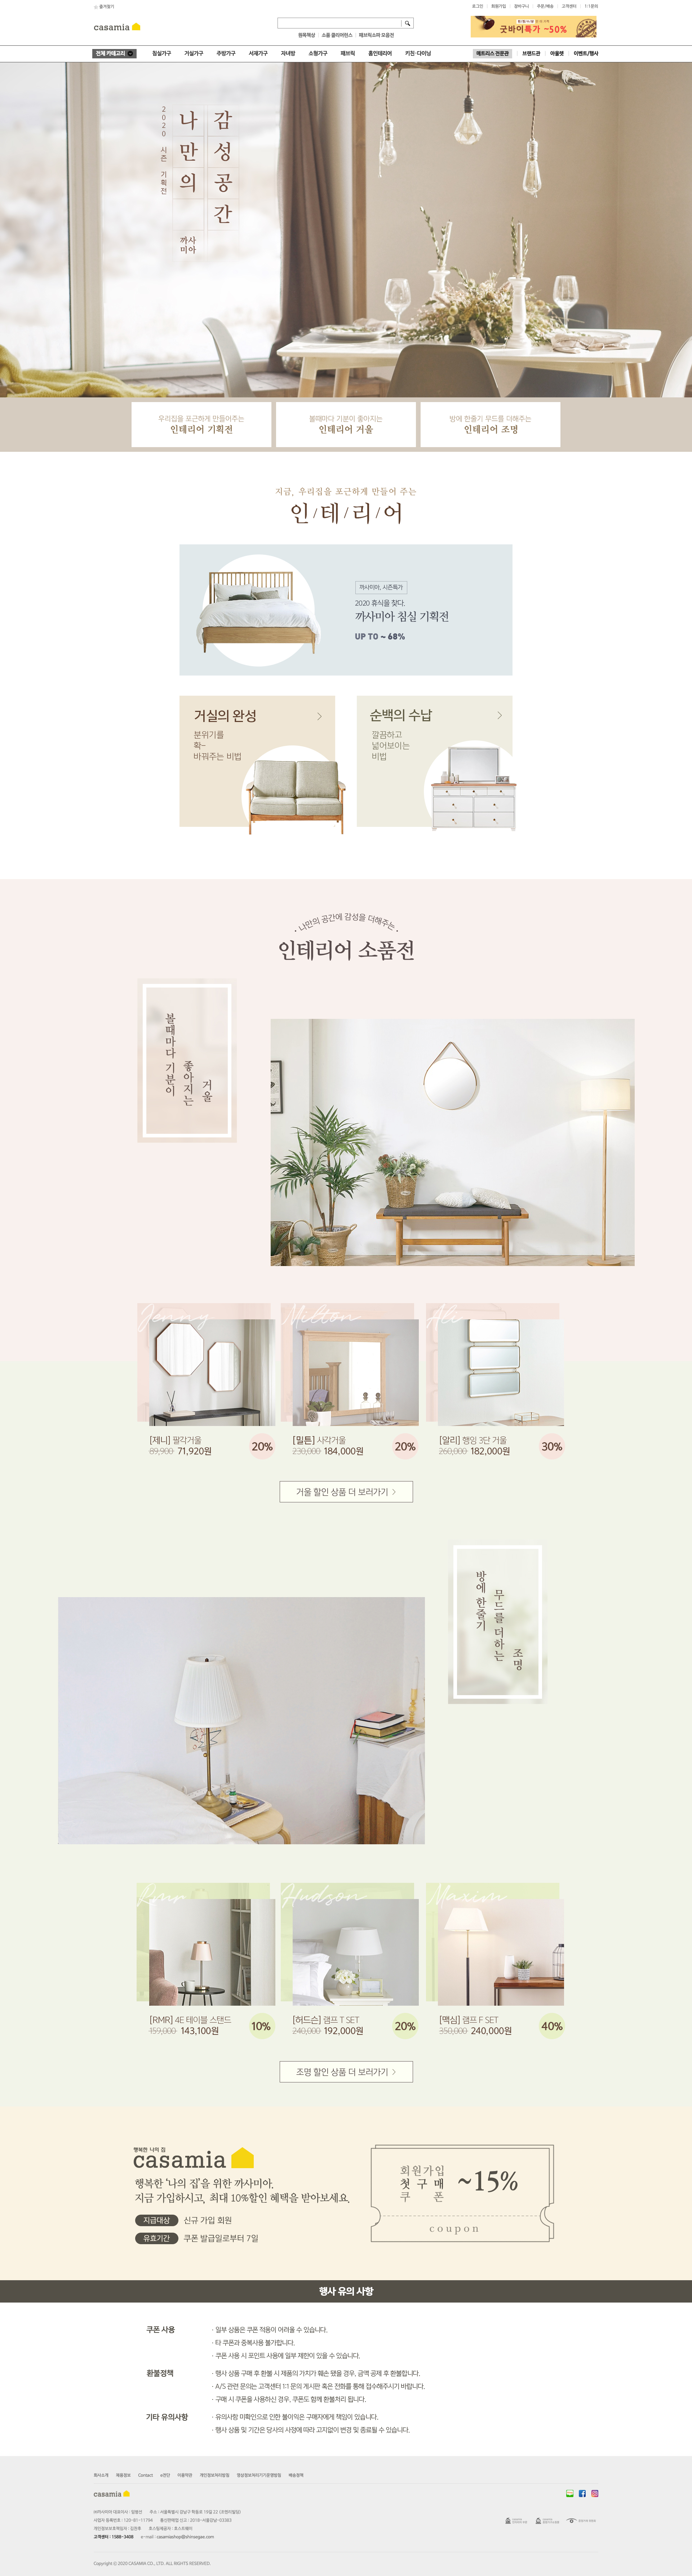 즐겨찾기
로그인 회원가입 장바구니 주문/배송 고객센터 1:1문의
casamia
원목책상 소품 클리어런스 패브릭소파 모음전
굿바이특가 ~50%
전체 카테고리 침실가구 거실가구 주방가구 서재가구 자녀방 소형가구 패브릭 홈인테리어 키친·다이닝 매트리스 전문관 브랜드관 아울렛 이벤트/행사
감성공간
나만의
까사
미아
2020 시즌 기획전
우리집을 포근하게 만들어주는
인테리어 기획전
볼때마다 기분이 좋아지는
인테리어 거울
방에 한줄기 무드를 더해주는
인테리어 조명
지금, 우리집을 포근하게 만들어 주는
인/테/리/어
까사미아, 시즌특가
2020 휴식을 찾다.
까사미아 침실 기획전
UP TO ~ 68%
거실의 완성
분위기를
확~
바꿔주는 비법
순백의 수납
깔끔하고
넓어보이는
비법
· 나만의 공간에 감성을 더해주는 ·
인테리어 소품전
볼때마다 기분이
좋아지는
거울
Jenny
Milton
Ali
[제니] 팔각거울
89,900 71,920원
20%
[밀튼] 사각거울
230,000 184,000원
20%
[알리] 행잉 3단 거울
260,000 182,000원
30%
거울 할인 상품 더 보러가기 >
방에 한줄기
무드를 더하는
조명
Rmr
Hudson
Maxim
[RMR] 4E 테이블 스탠드
159,000 143,100원
10%
[허드슨] 램프 T SET
240,000 192,000원
20%
[맥심] 램프 F SET
350,000 240,000원
40%
조명 할인 상품 더 보러가기 >
행복한 나의 집
casamia
행복한 '나의 집'을 위한 까사미아.
지금 가입하시고, 최대 10%할인 혜택을 받아보세요.
지급대상 신규 가입 회원
유효기간 쿠폰 발급일로부터 7일
회원가입
첫구매
쿠폰
~15%
coupon
행사 유의 사항
쿠폰 사용
· 일부 상품은 쿠폰 적용이 어려울 수 있습니다.
· 타 쿠폰과 중복사용 불가합니다.
· 쿠폰 사용 시 포인트 사용에 일부 제한이 있을 수 있습니다.
환불정책
· 행사 상품 구매 후 환불 시 제품의 가치가 훼손 됐을 경우, 금액 공제 후 환불합니다.
· A/S 관련 문의는 고객센터 1:1 문의 게시판 혹은 전화를 통해 접수해주시기 바랍니다.
· 구매 시 쿠폰을 사용하신 경우, 쿠폰도 함께 환불처리 됩니다.
기타 유의사항
· 유의사항 미확인으로 인한 불이익은 구매자에게 책임이 있습니다.
· 행사 상품 및 기간은 당사의 사정에 따라 고지없이 변경 및 종료될 수 있습니다.
회사소개 채용정보 Contact 이용약관 개인정보처리방침 영상정보처리기기운영방침 배송정책
casamia
고객센터 : 1588-3408 e-mail : casamiashop@shinsegae.com
Copyright © 2020 CASAMIA CO., LTD. ALL RIGHTS RESERVED.